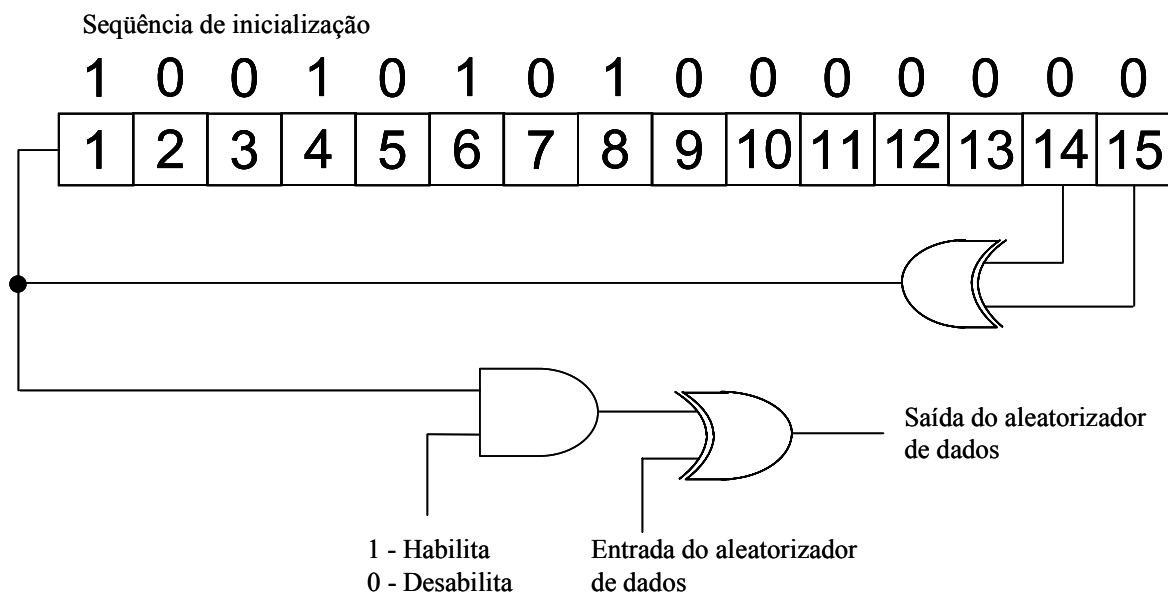 Seqüência de inicialização
1 0 0 1 0 1 0 1 0 0 0 0 0 0 0
1 2 3 4 5 6 7 8 9 10 11 12 13 14 15
Saída do aleatorizador
de dados
1 - Habilita
0 - Desabilita
Entrada do aleatorizador
de dados